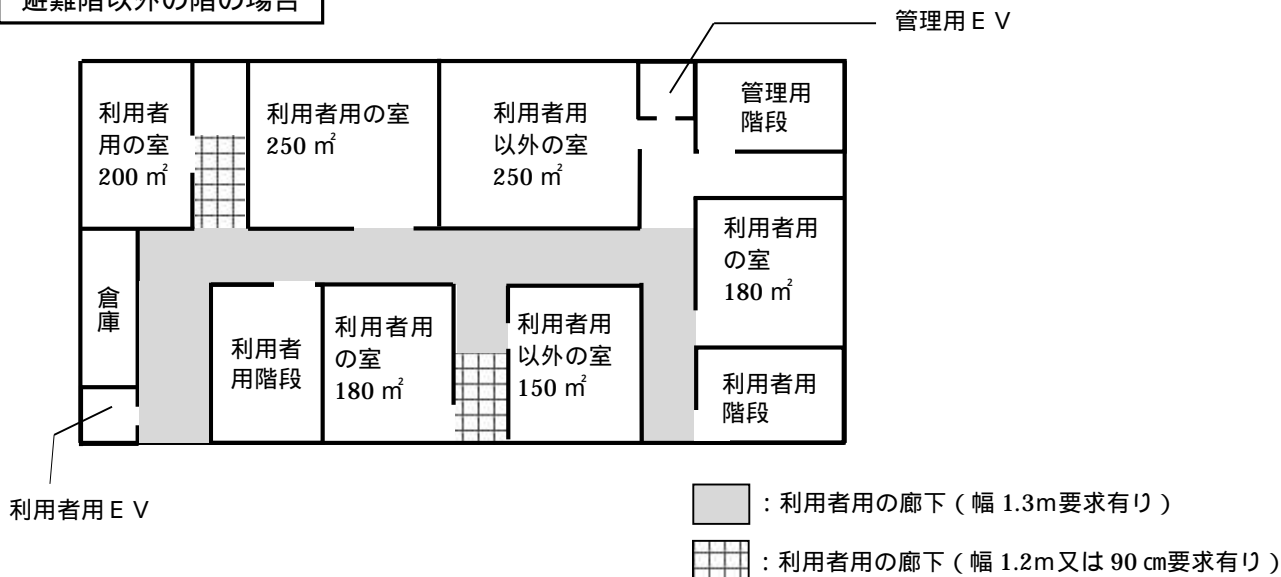 避難階以外の階の場合
管理用ＥＶ
利用者
用の室
200 ㎡
利用者用の室
250 ㎡
利用者用
以外の室
250 ㎡
管理用
階段
利用者用
の室
180 ㎡
倉
庫
利用者
用階段
利用者用
の室
180 ㎡
利用者用
以外の室
150 ㎡
利用者用
階段
利用者用ＥＶ
：利用者用の廊下（幅 1.3ｍ要求有り）
：利用者用の廊下（幅 1.2ｍ又は 90 ㎝要求有り）